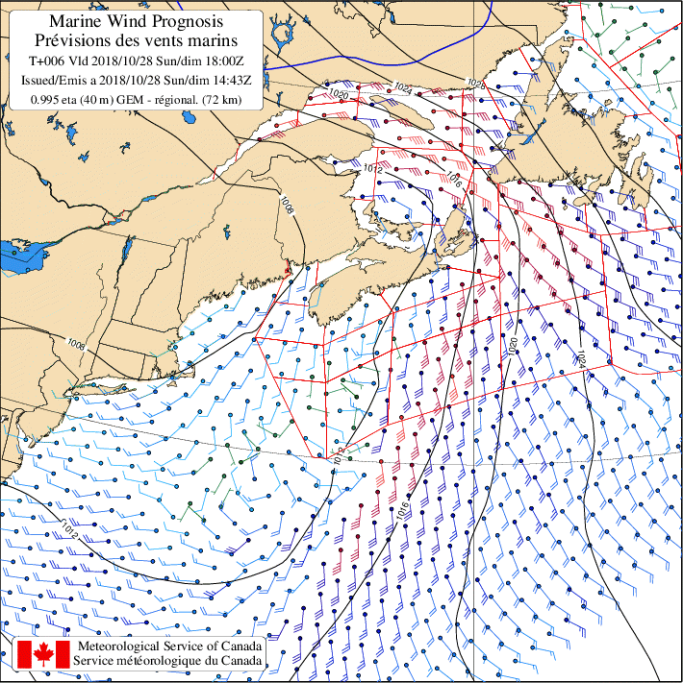 Marine Wind Prognosis
Prévisions des vents marins
T+006 Vld 2018/10/28 Sun/dim 18:00Z
Issued/Emis a 2018/10/28 Sun/dim 14:43Z
0.995 eta (40 m) GEM - régional. (72 km)
1020
1024
1028
1012
1016
1008
1008
1020
1024
1012
1016
1012
Meteorological Service of Canada
Service météorologique du Canada